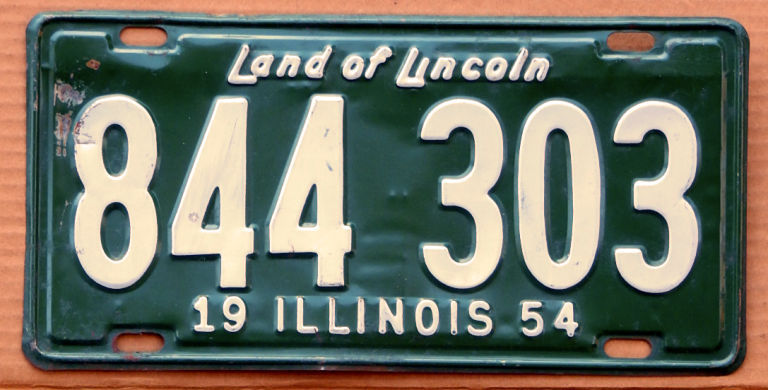 Land of Lincoln
844 303
19 ILLINOIS 54